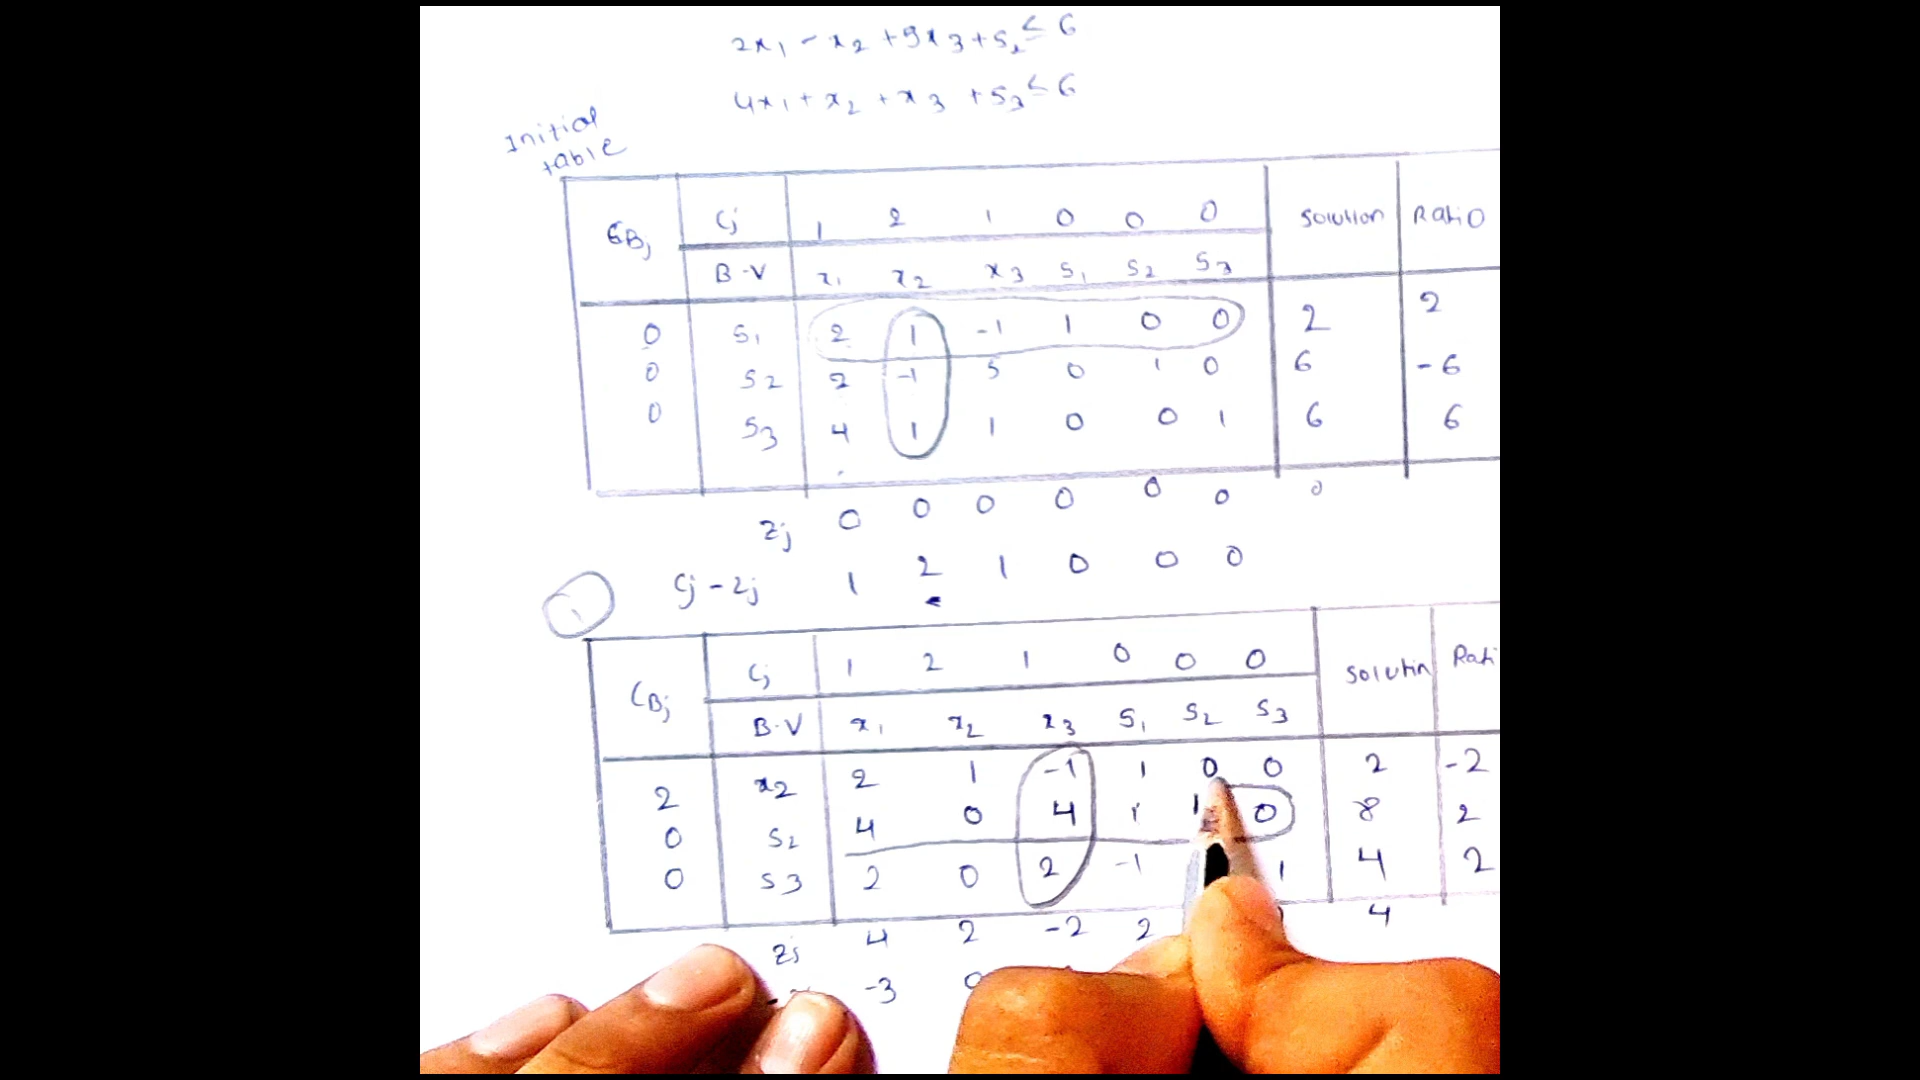 2x1 - x2 + 5x3 + s2 ≤ 6
4x1 + x2 + x3 + s3 ≤ 6
Initial
table
CBj Cj 1 2 1 0 0 0 Solution Ratio
B.V x1 x2 x3 s1 s2 s3
0 s1 2 1 -1 1 0 0 2 2
0 s2 2 -1 5 0 1 0 6 -6
0 s3 4 1 1 0 0 1 6 6
Zj 0 0 0 0 0 0 0
1 Cj - Zj 1 2 1 0 0 0
CBj Cj 1 2 1 0 0 0 Solutin Rati
B.V x1 x2 x3 s1 s2 s3
2 x2 2 1 -1 1 0 0 2 -2
0 s2 4 0 4 1 1 0 8 2
0 s3 2 0 2 -1 1 4 2
Zj 4 2 -2 2 4
-3 0